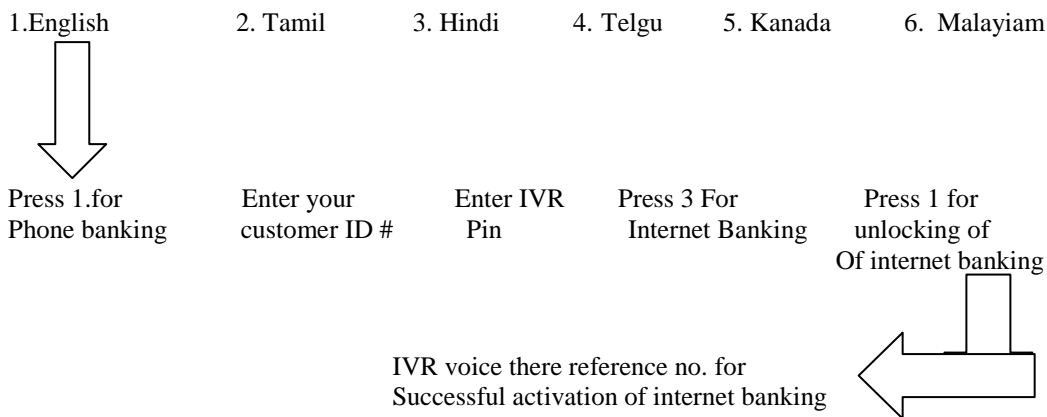 1.English 2. Tamil 3. Hindi 4. Telgu 5. Kanada 6. Malayiam
Press 1.for Enter your Enter IVR Press 3 For Press 1 for
Phone banking customer ID # Pin Internet Banking unlocking of
Of internet banking
IVR voice there reference no. for
Successful activation of internet banking